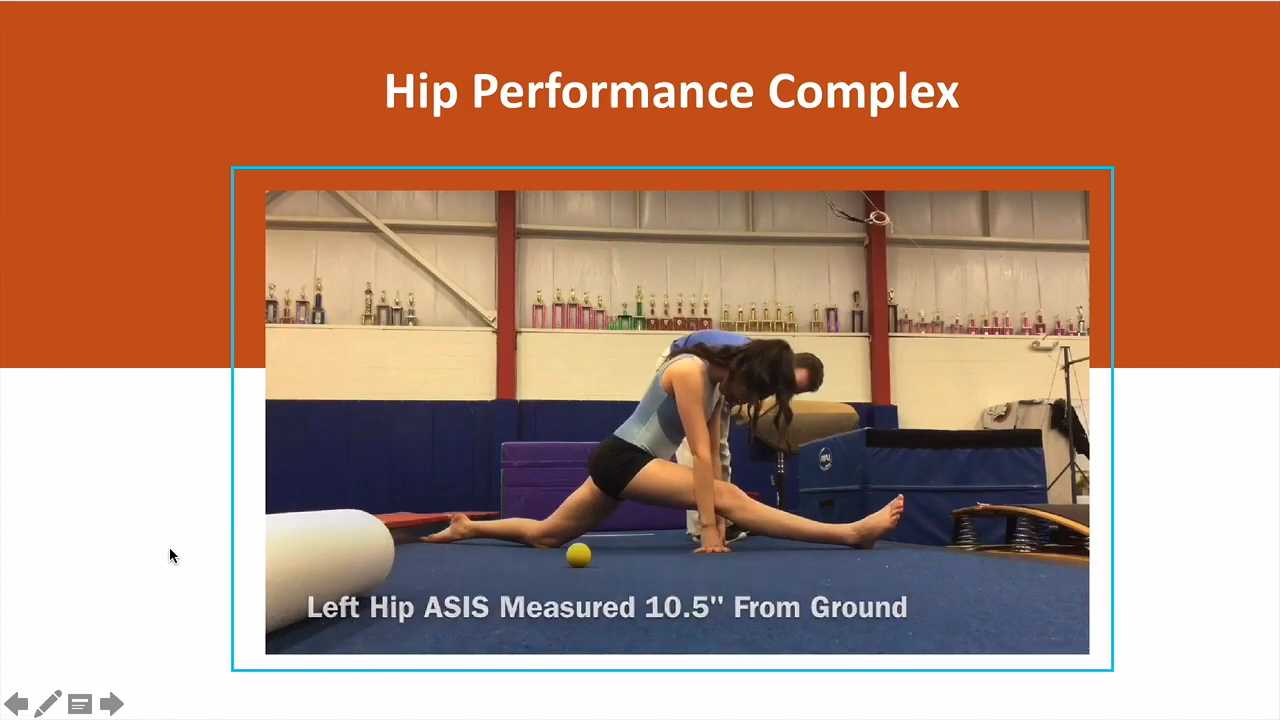 Hip Performance Complex
Left Hip ASIS Measured 10.5" From Ground